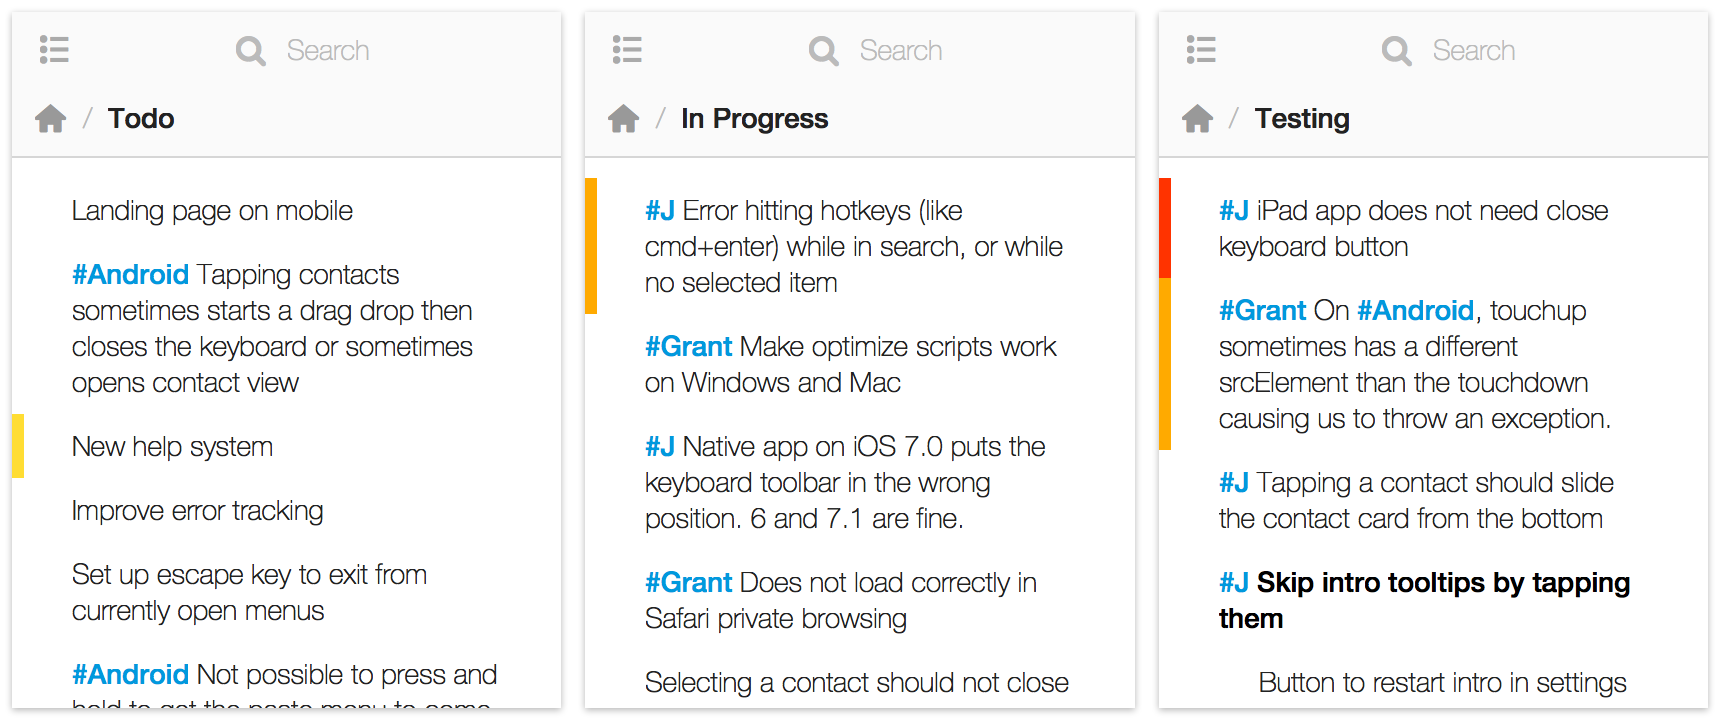 Search
/ Todo
Landing page on mobile
#Android Tapping contacts
sometimes starts a drag drop then
closes the keyboard or sometimes
opens contact view
New help system
Improve error tracking
Set up escape key to exit from
currently open menus
#Android Not possible to press and
hold to get the paste menu to come
Search
/ In Progress
#J Error hitting hotkeys (like
cmd+enter) while in search, or while
no selected item
#Grant Make optimize scripts work
on Windows and Mac
#J Native app on iOS 7.0 puts the
keyboard toolbar in the wrong
position. 6 and 7.1 are fine.
#Grant Does not load correctly in
Safari private browsing
Selecting a contact should not close
Search
/ Testing
#J iPad app does not need close
keyboard button
#Grant On #Android, touchup
sometimes has a different
srcElement than the touchdown
causing us to throw an exception.
#J Tapping a contact should slide
the contact card from the bottom
#J Skip intro tooltips by tapping
them
Button to restart intro in settings